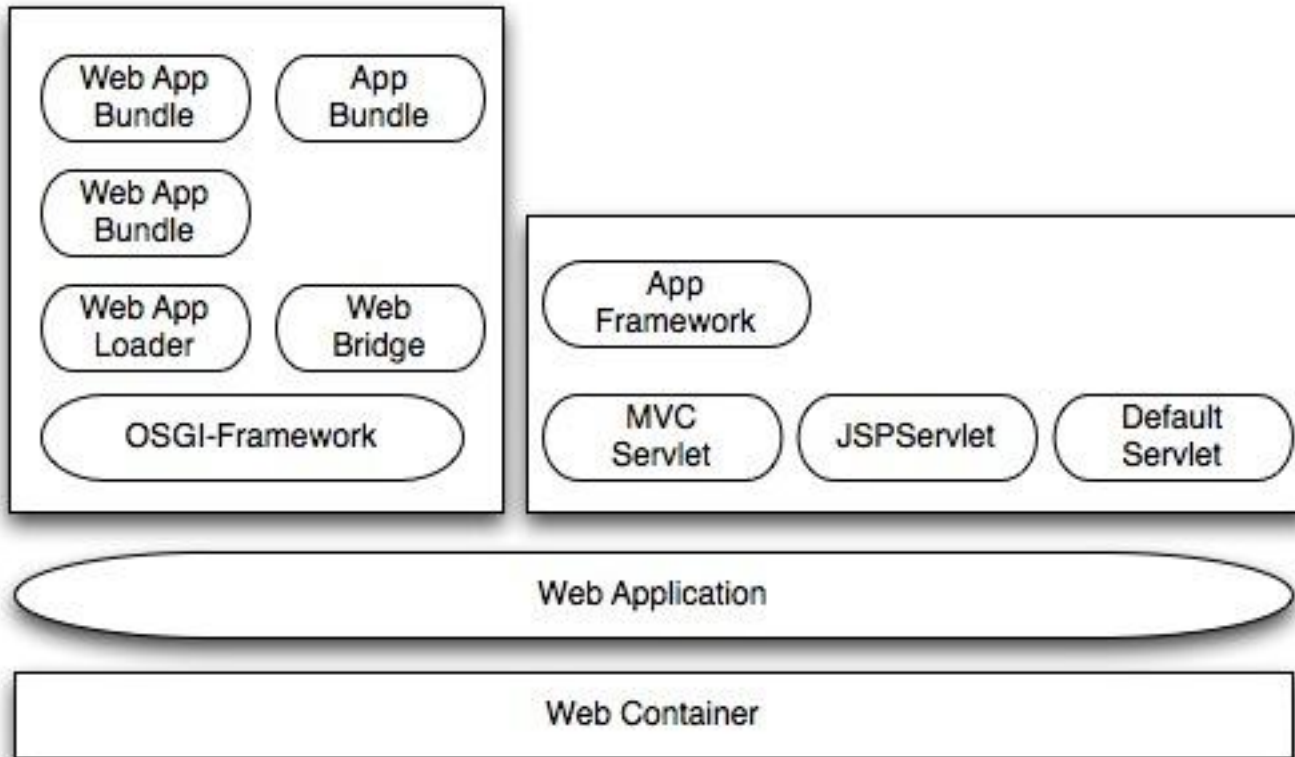 Web App
Bundle
App
Bundle
Web App
Bundle
Web App
Loader
Web
Bridge
OSGI-Framework
App
Framework
MVC
Servlet
JSPServlet
Default
Servlet
Web Application
Web Container